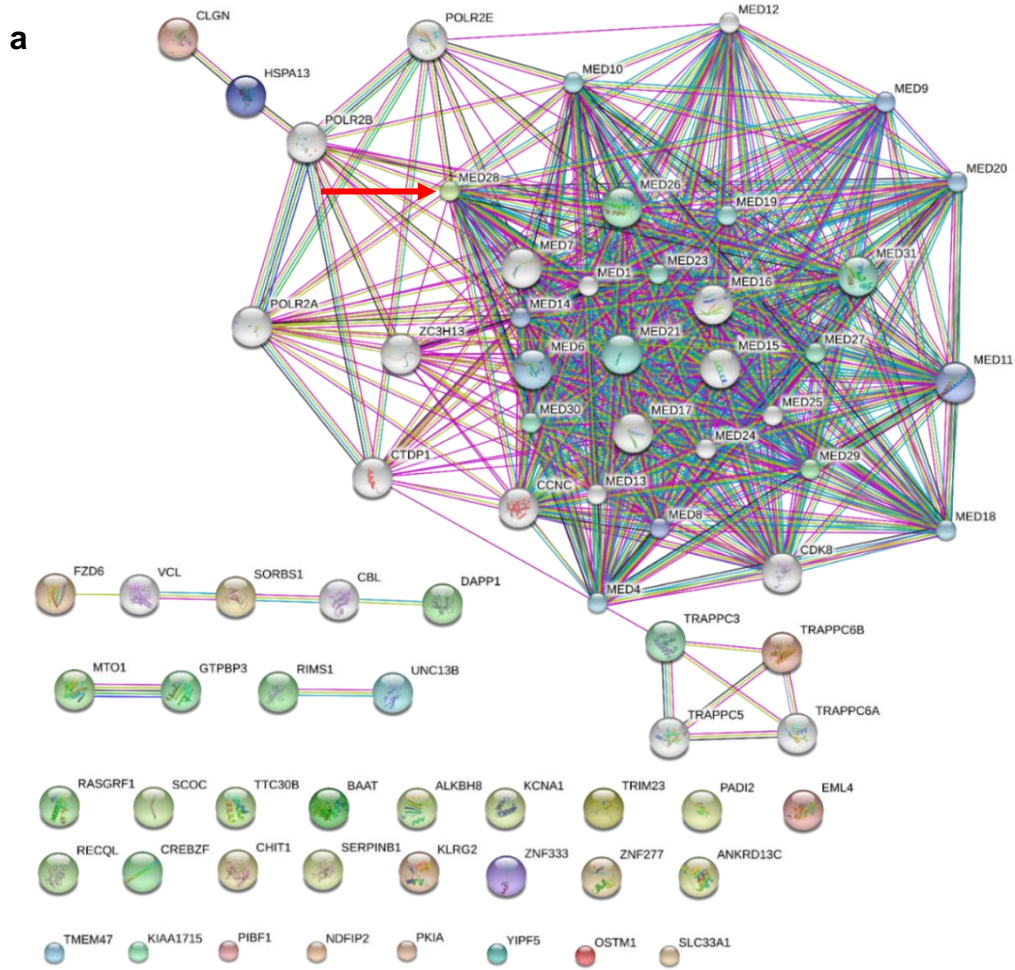 a
CLGN
POLR2E
MED12
HSPA13
MED10
MED9
POLR2B
MED28
MED26
MED19
MED20
MED7
MED1
MED23
MED16
MED31
POLR2A
ZC3H13
MED14
MED6
MED21
MED15
MED27
MED11
MED30
MED17
MED24
MED25
CTDP1
CCNC
MED13
MED29
MED8
MED18
CDK8
MED4
FZD6 VCL SORBS1 CBL DAPP1
TRAPPC3
TRAPPC6B
MTO1 GTPBP3 RIMS1 UNC13B
TRAPPC5
TRAPPC6A
RASGRF1 SCOC TTC30B BAAT ALKBH8 KCNA1 TRIM23 PADI2 EML4
RECQL CREBZF CHIT1 SERPINB1 KLRG2 ZNF333 ZNF277 ANKRD13C
TMEM47 KIAA1715 PIBF1 NDFIP2 PKIA YIPF5 OSTM1 SLC33A1